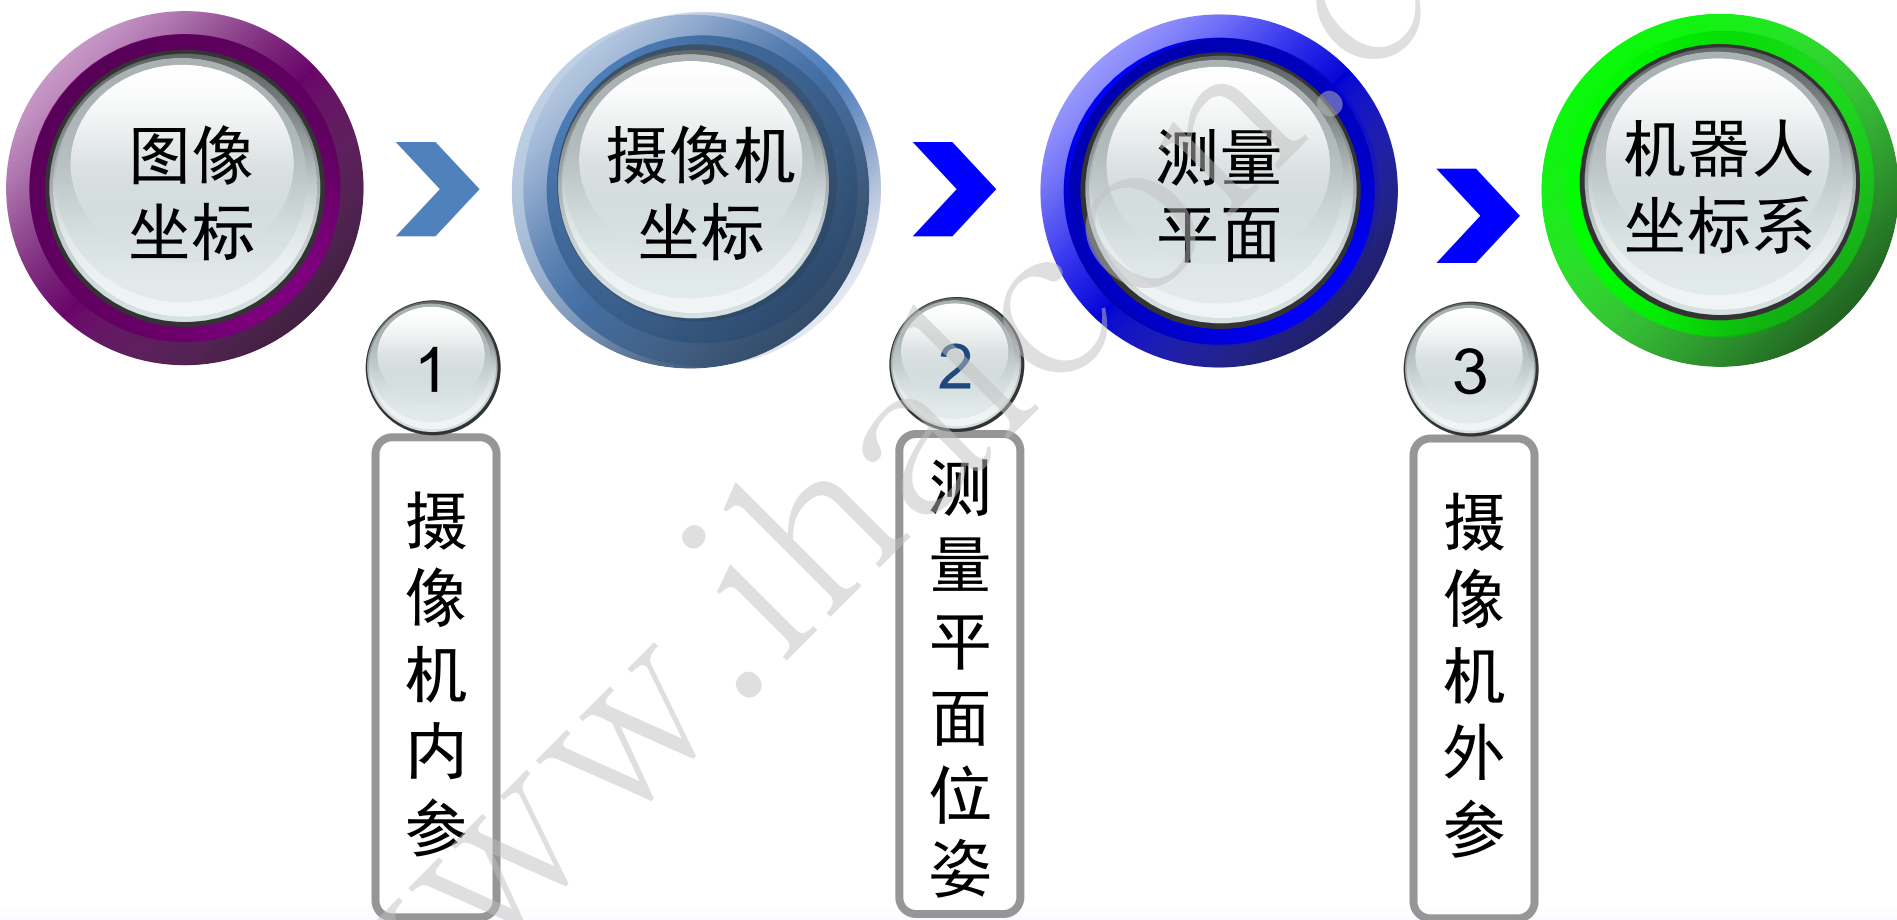 图像
坐标
摄像机
坐标
测量
平面
机器人
坐标系
1
2
3
摄像机内参
测量平面位姿
摄像机外参
www.ihalcon.c